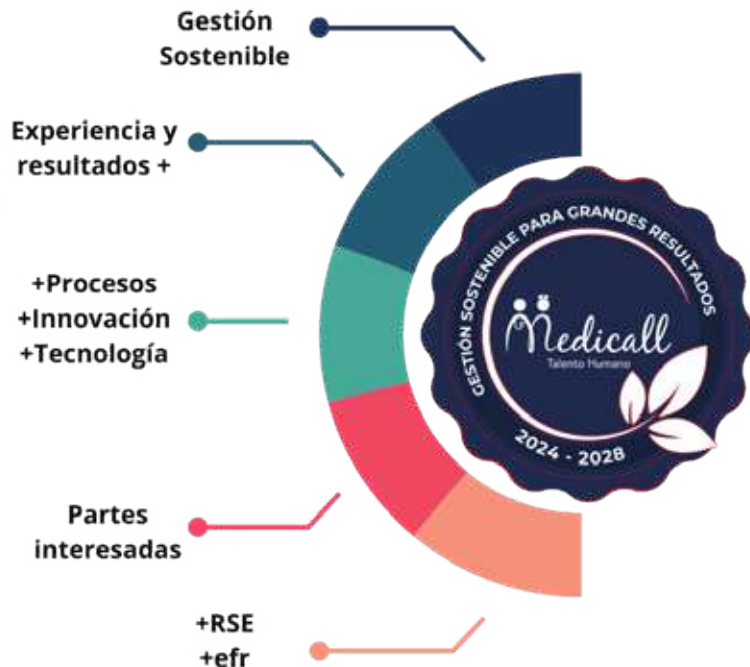 Gestión
Sostenible
Experiencia y
resultados +
+Procesos
+Innovación
+Tecnología
Partes
interesadas
+RSE
+efr
GESTIÓN SOSTENIBLE PARA GRANDES RESULTADOS
Medicall
Talento Humano
2024 - 2028